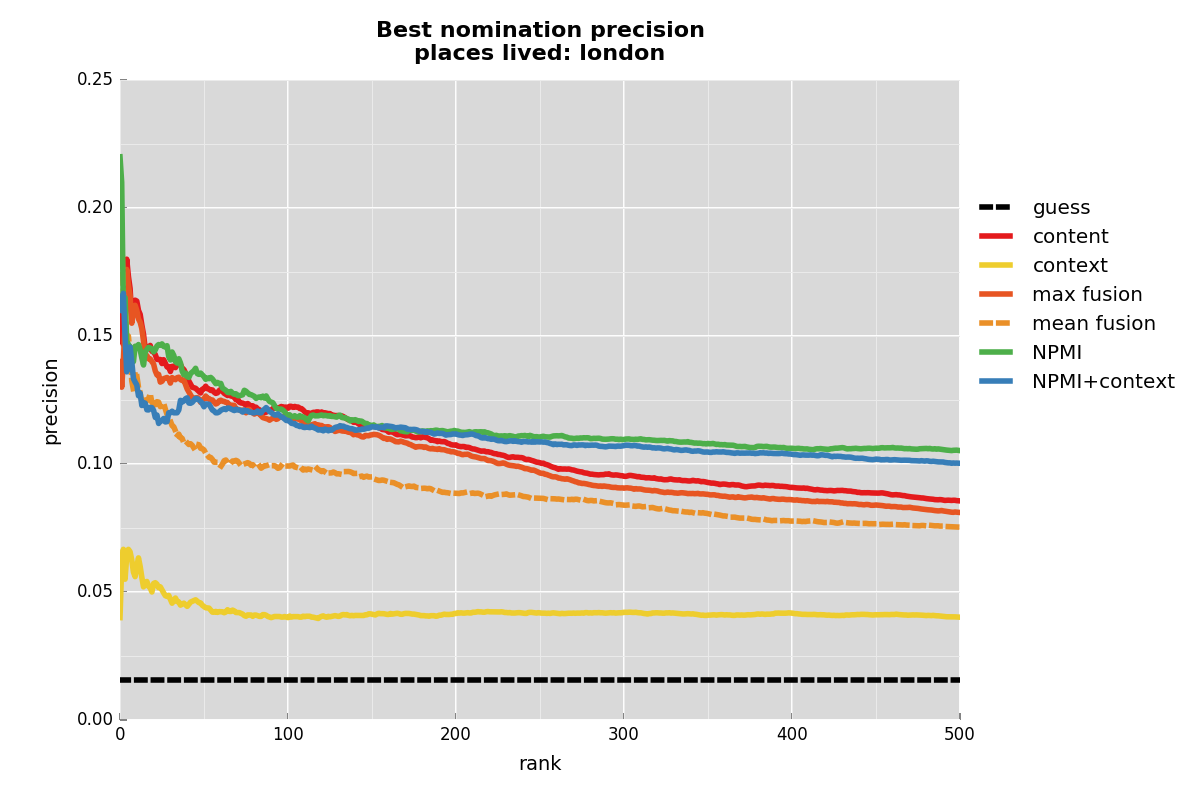 Best nomination precision
places lived: london
0.25
0.20
0.15
0.10
0.05
0.00
precision
0 100 200 300 400 500
rank
guess
content
context
max fusion
mean fusion
NPMI
NPMI+context